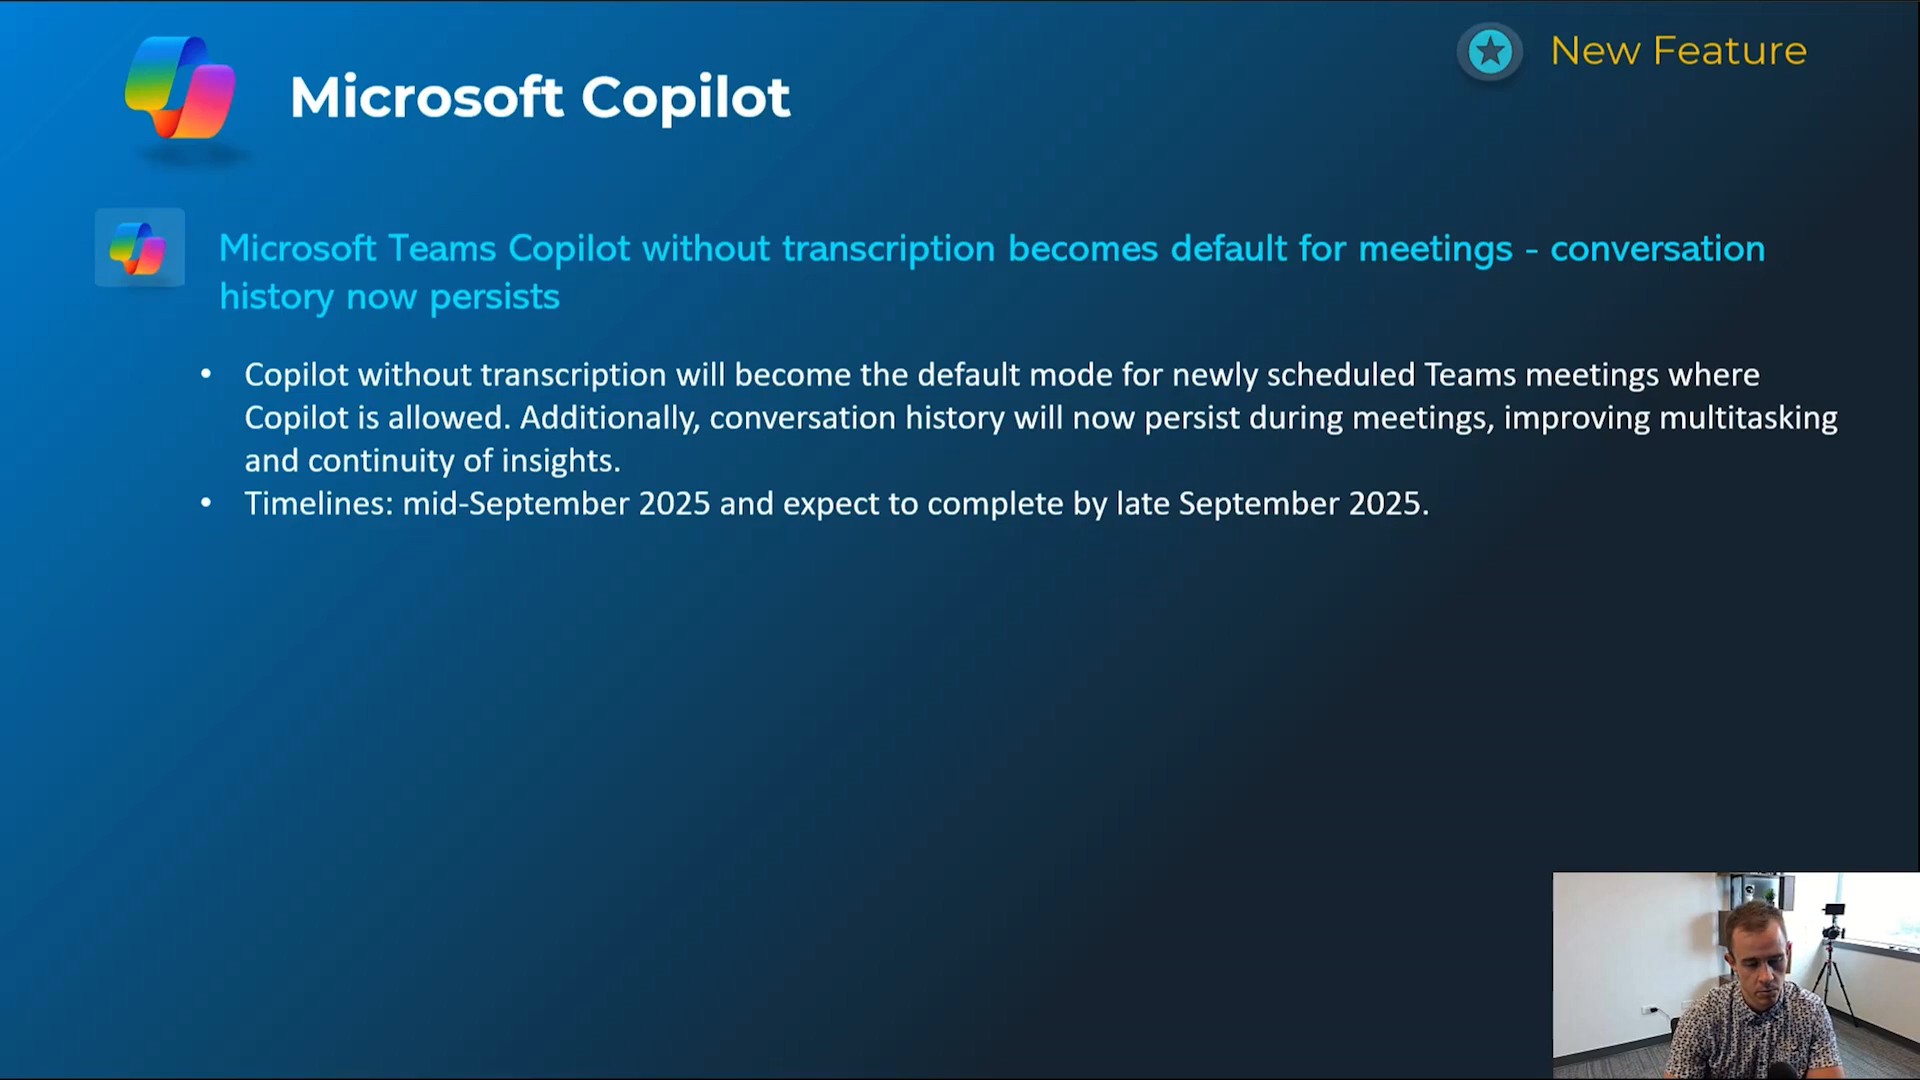 New Feature
Microsoft Copilot
Microsoft Teams Copilot without transcription becomes default for meetings - conversation
history now persists
• Copilot without transcription will become the default mode for newly scheduled Teams meetings where
Copilot is allowed. Additionally, conversation history will now persist during meetings, improving multitasking
and continuity of insights.
• Timelines: mid-September 2025 and expect to complete by late September 2025.